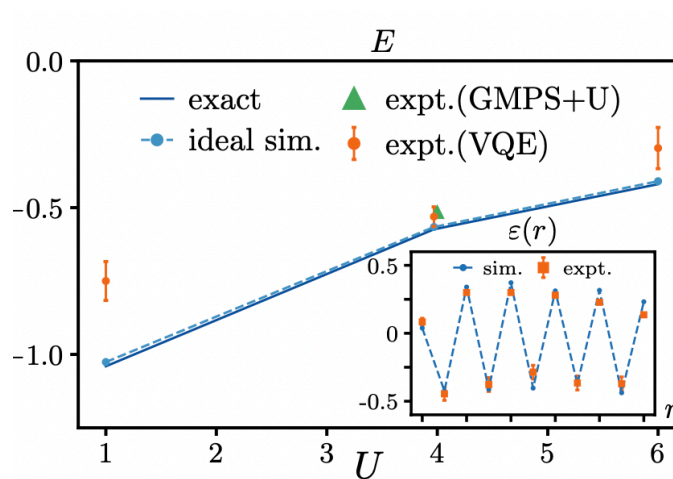 E
0.0
exact
expt.(GMPS+U)
ideal sim.
expt.(VQE)
-0.5
ε(r)
0.5
sim.
expt.
0
-1.0
-0.5
r
1
2
3
4
5
6
U